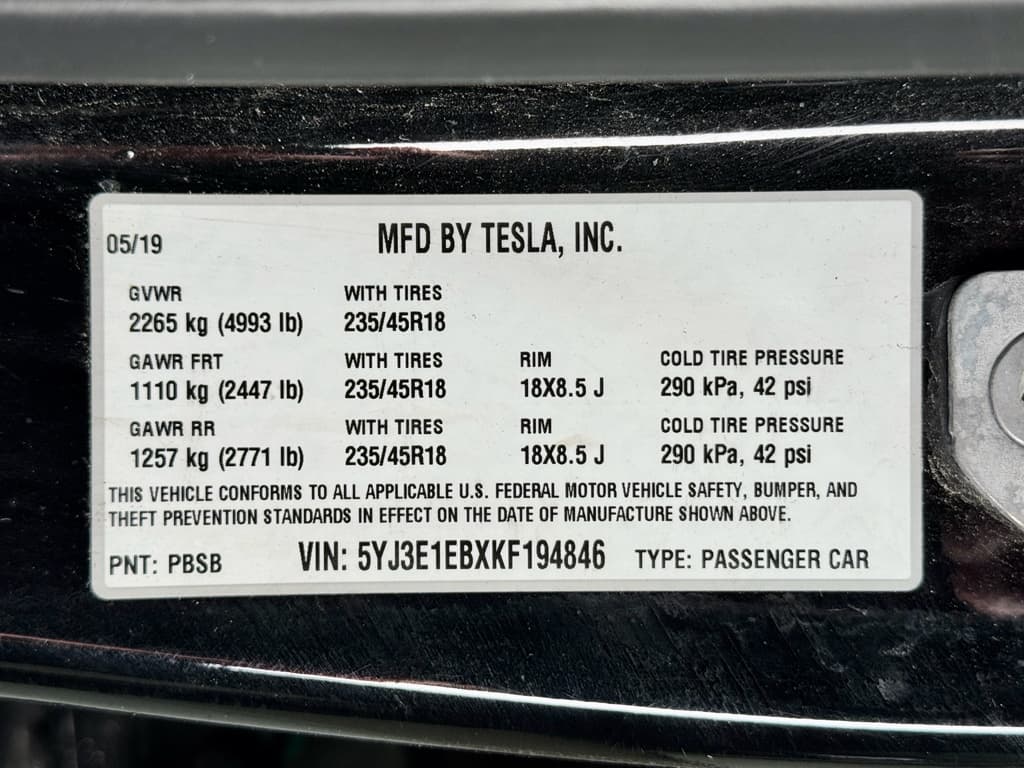 05/19 MFD BY TESLA, INC.
GVWR WITH TIRES
2265 kg (4993 lb) 235/45R18
GAWR FRT WITH TIRES RIM COLD TIRE PRESSURE
1110 kg (2447 lb) 235/45R18 18X8.5 J 290 kPa, 42 psi
GAWR RR WITH TIRES RIM COLD TIRE PRESSURE
1257 kg (2771 lb) 235/45R18 18X8.5 J 290 kPa, 42 psi
THIS VEHICLE CONFORMS TO ALL APPLICABLE U.S. FEDERAL MOTOR VEHICLE SAFETY, BUMPER, AND
THEFT PREVENTION STANDARDS IN EFFECT ON THE DATE OF MANUFACTURE SHOWN ABOVE.
PNT: PBSB VIN: 5YJ3E1EBXKF194846 TYPE: PASSENGER CAR